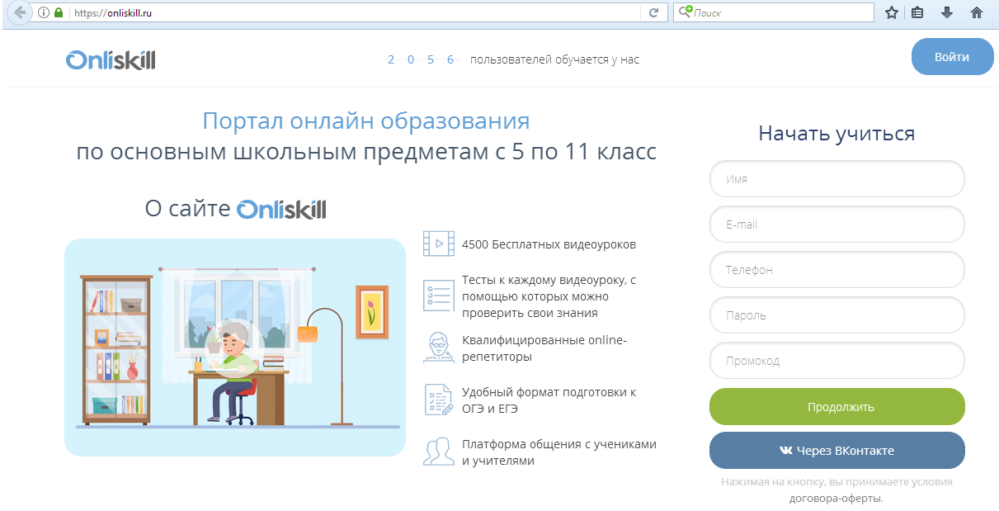 https://onliskill.ru
Поиск
Onliskill
2 0 5 6 пользователей обучается у нас
Войти
Портал онлайн образования
по основным школьным предметам с 5 по 11 класс
О сайте Onliskill
4500 Бесплатных видеоуроков
Тесты к каждому видеоуроку, с
помощью которых можно
проверить свои знания
Квалифицированные online-
репетиторы
Удобный формат подготовки к
ОГЭ и ЕГЭ
Платформа общения с учениками
и учителями
Начать учиться
Имя
E-mail
Телефон
Пароль
Промокод
Продолжить
Через ВКонтакте
Нажимая на кнопку, вы принимаете условия
договора-оферты.